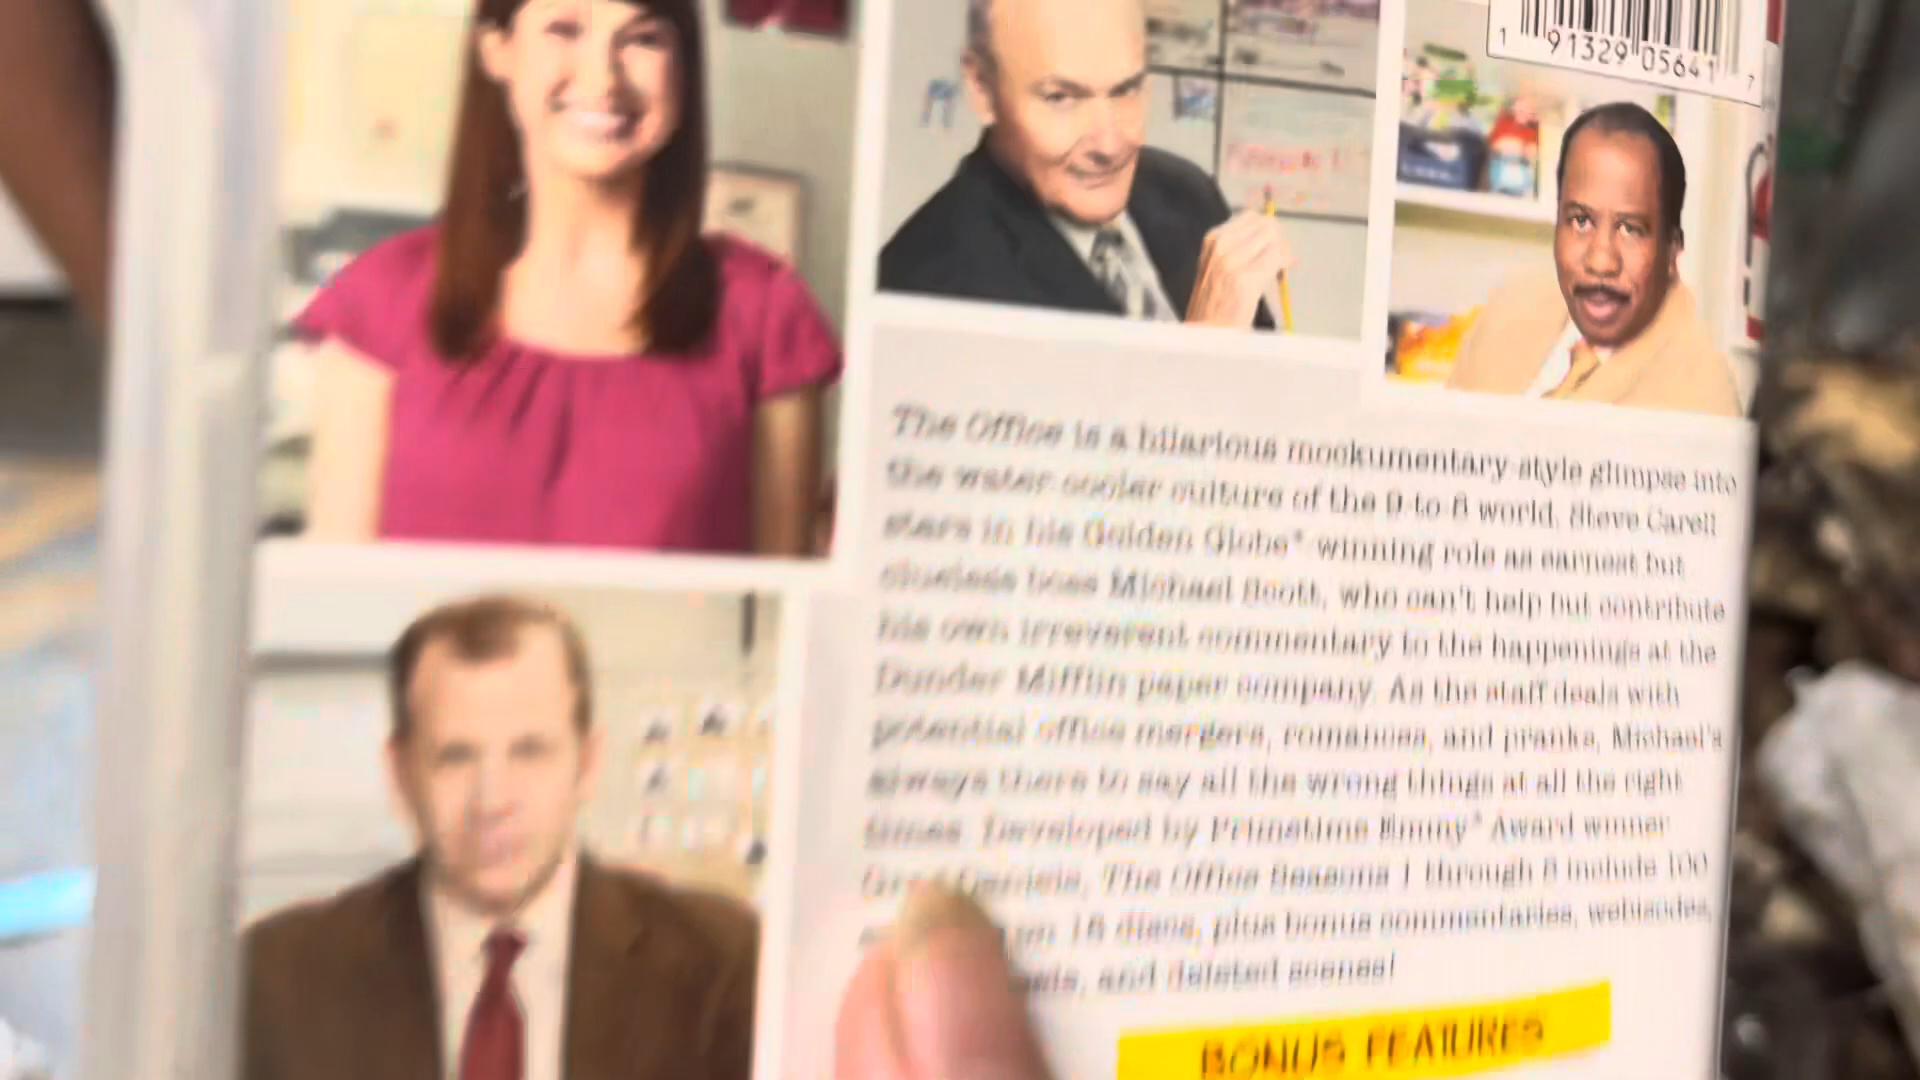 1 91329 05641 7
The Office is a hilarious mockumentary-style glimpse into
the water-cooler culture of the 9-to-5 world. Steve Carell
stars in his Golden Globe® winning role as earnest but
clueless boss Michael Scott, who can't help but contribute
his own irreverent commentary to the happenings at the
Dunder Mifflin paper company. As the staff deals with
potential office mergers, romances, and pranks, Michael's
always there to say all the wrong things at all the right
times. Developed by Primetime Emmy® Award winner
Greg Daniels, The Office Seasons 1 through 5 include 100
on 18 discs, plus bonus commentaries, webisodes,
and deleted scenes!
BONUS FEATURES